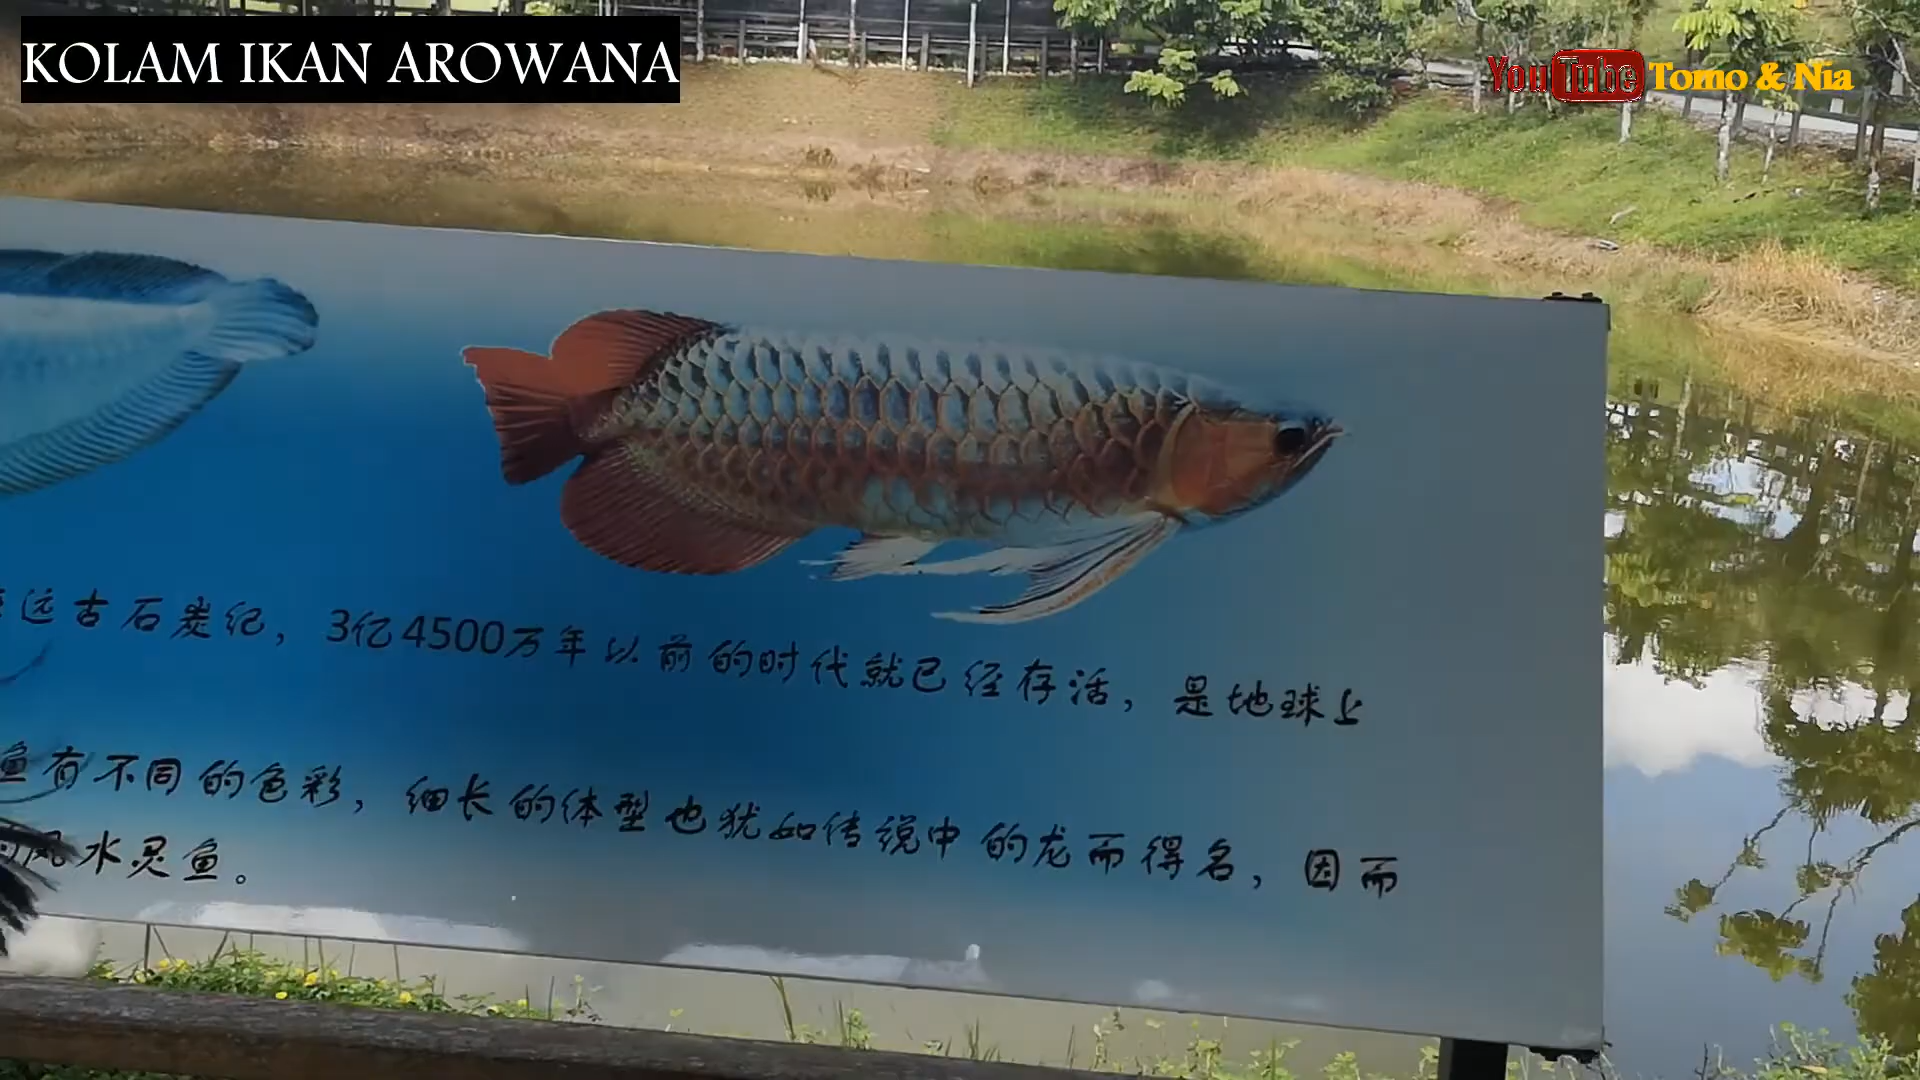 KOLAM IKAN AROWANA
YouTube Tomo & Nia
远古石炭纪，3亿4500万年以前的时代就已经存活，是地球上
鱼有不同的色彩，细长的体型也犹如传说中的龙而得名，因而
风水灵鱼。